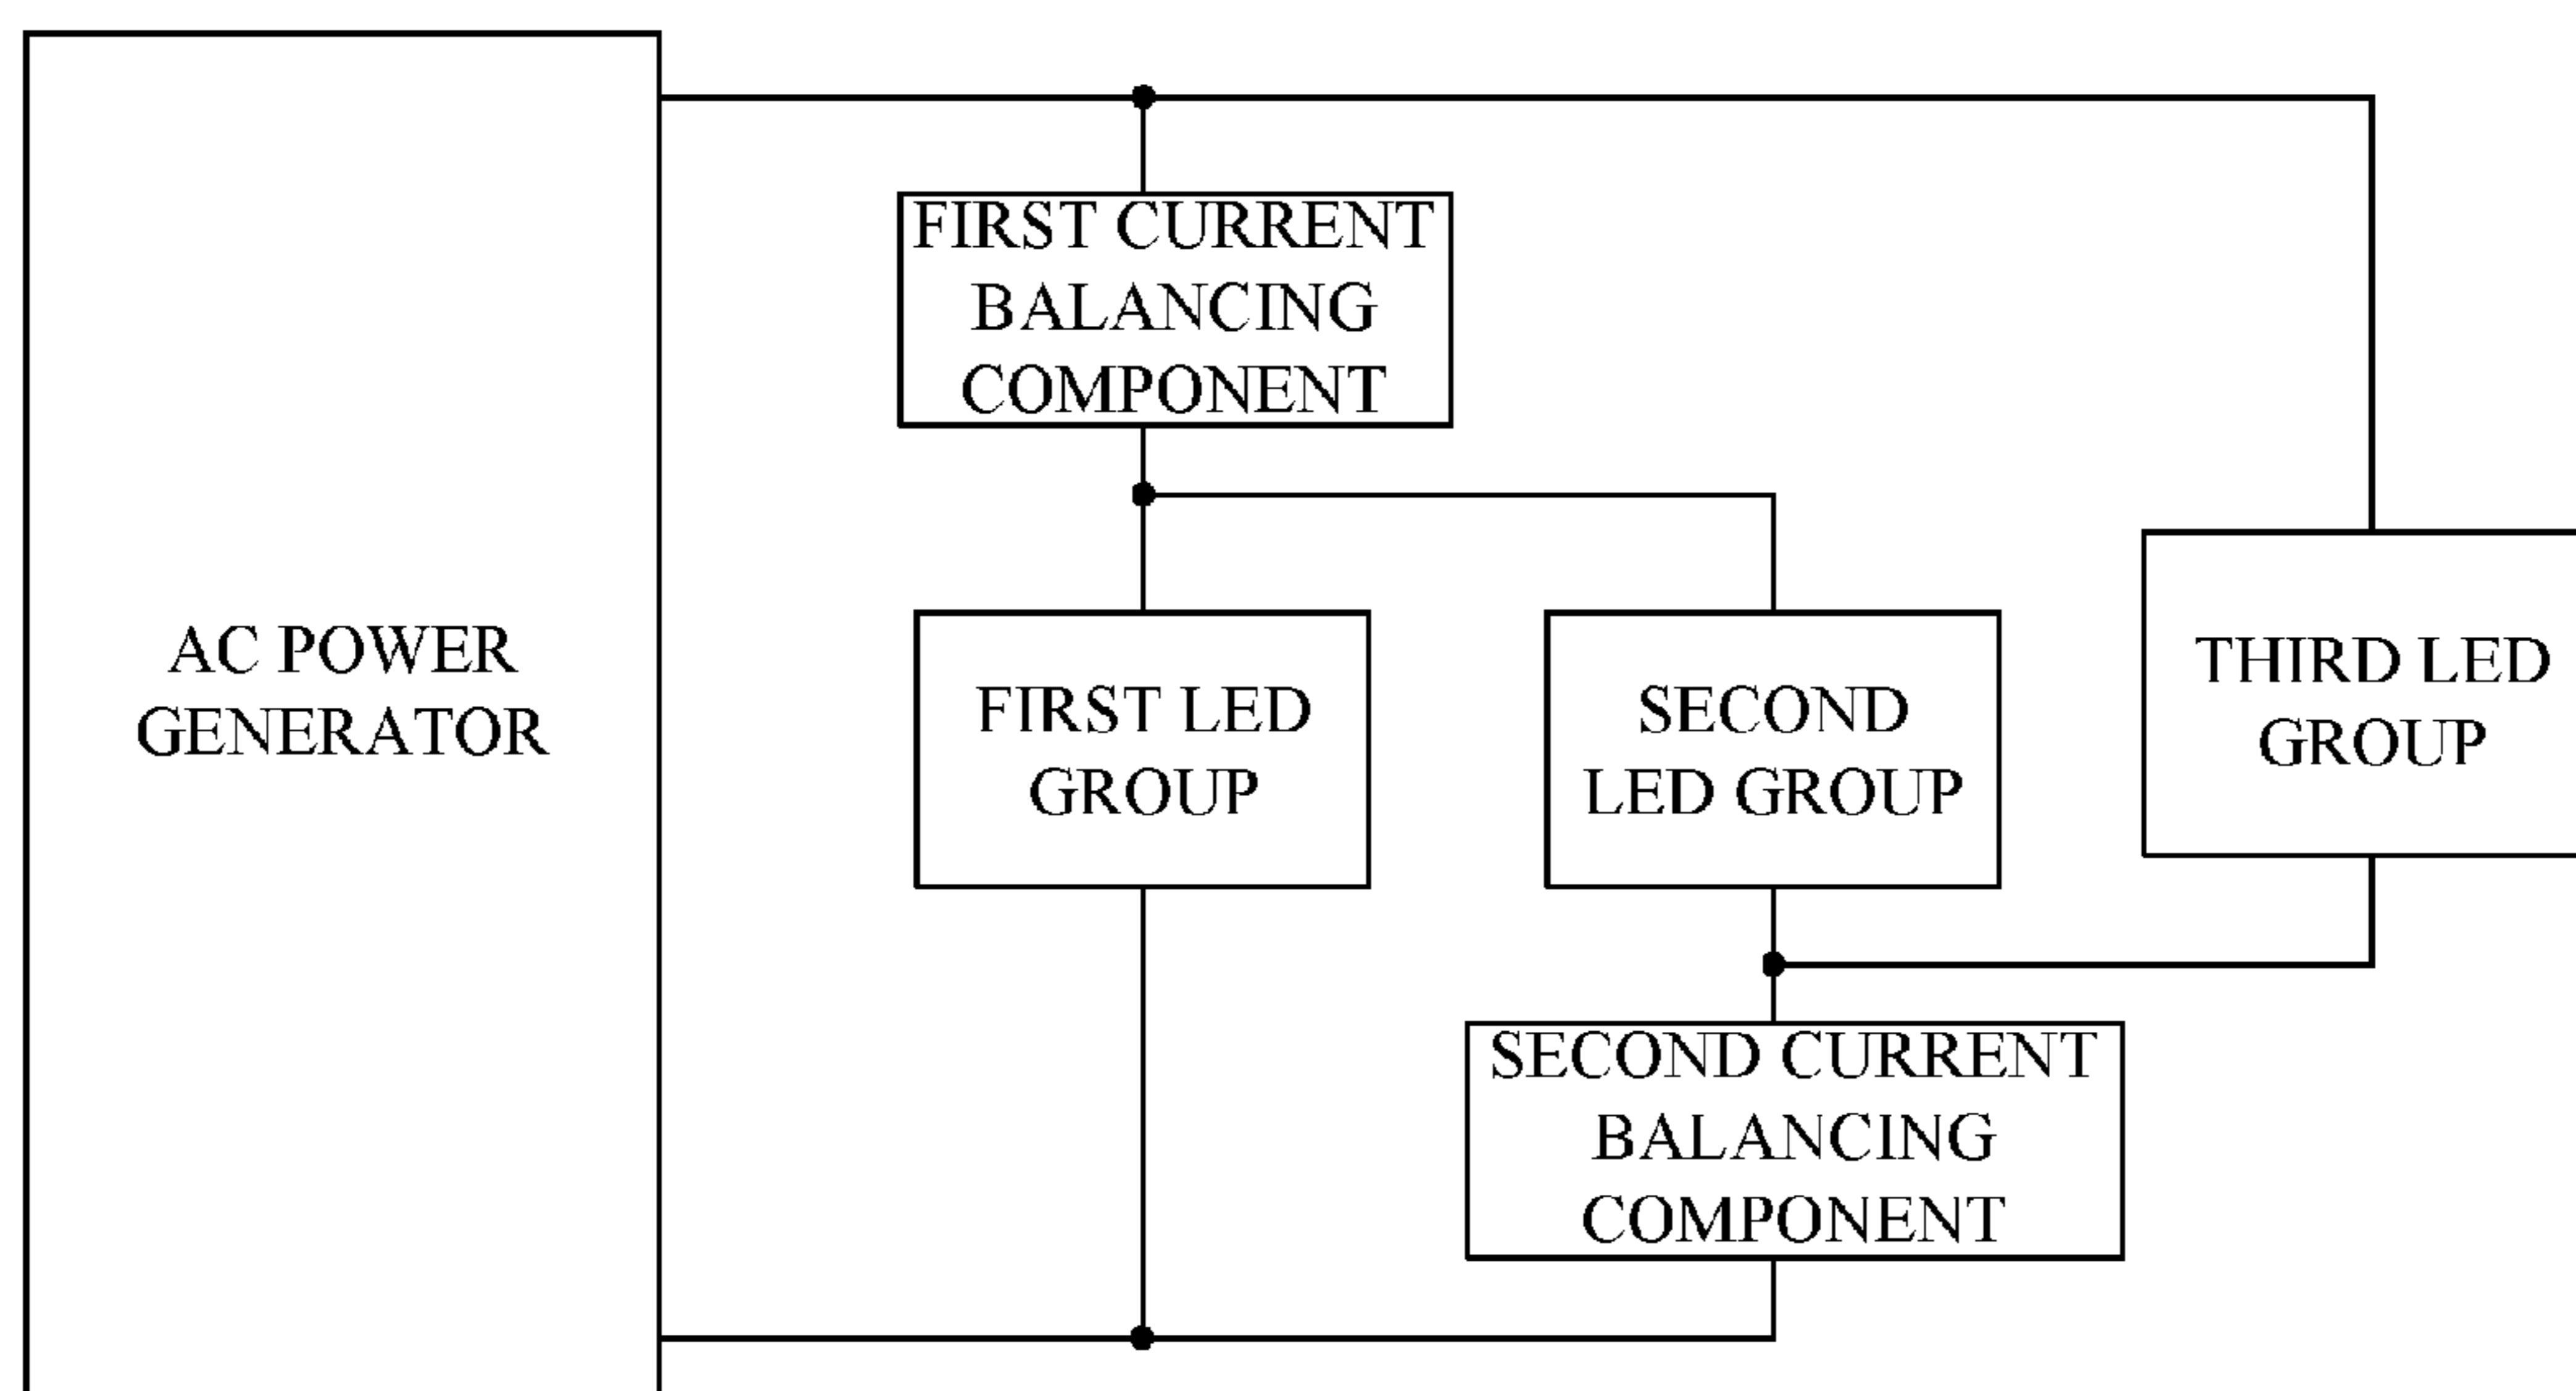 FIRST CURRENT
BALANCING
COMPONENT
AC POWER
GENERATOR
FIRST LED
GROUP
SECOND
LED GROUP
THIRD LED
GROUP
SECOND CURRENT
BALANCING
COMPONENT